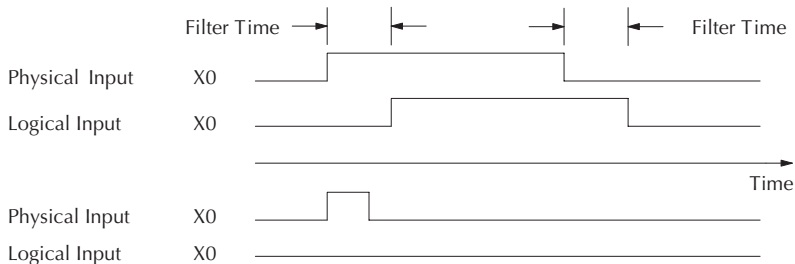 Filter Time Filter Time
Physical Input X0
Logical Input X0
Time
Physical Input X0
Logical Input X0